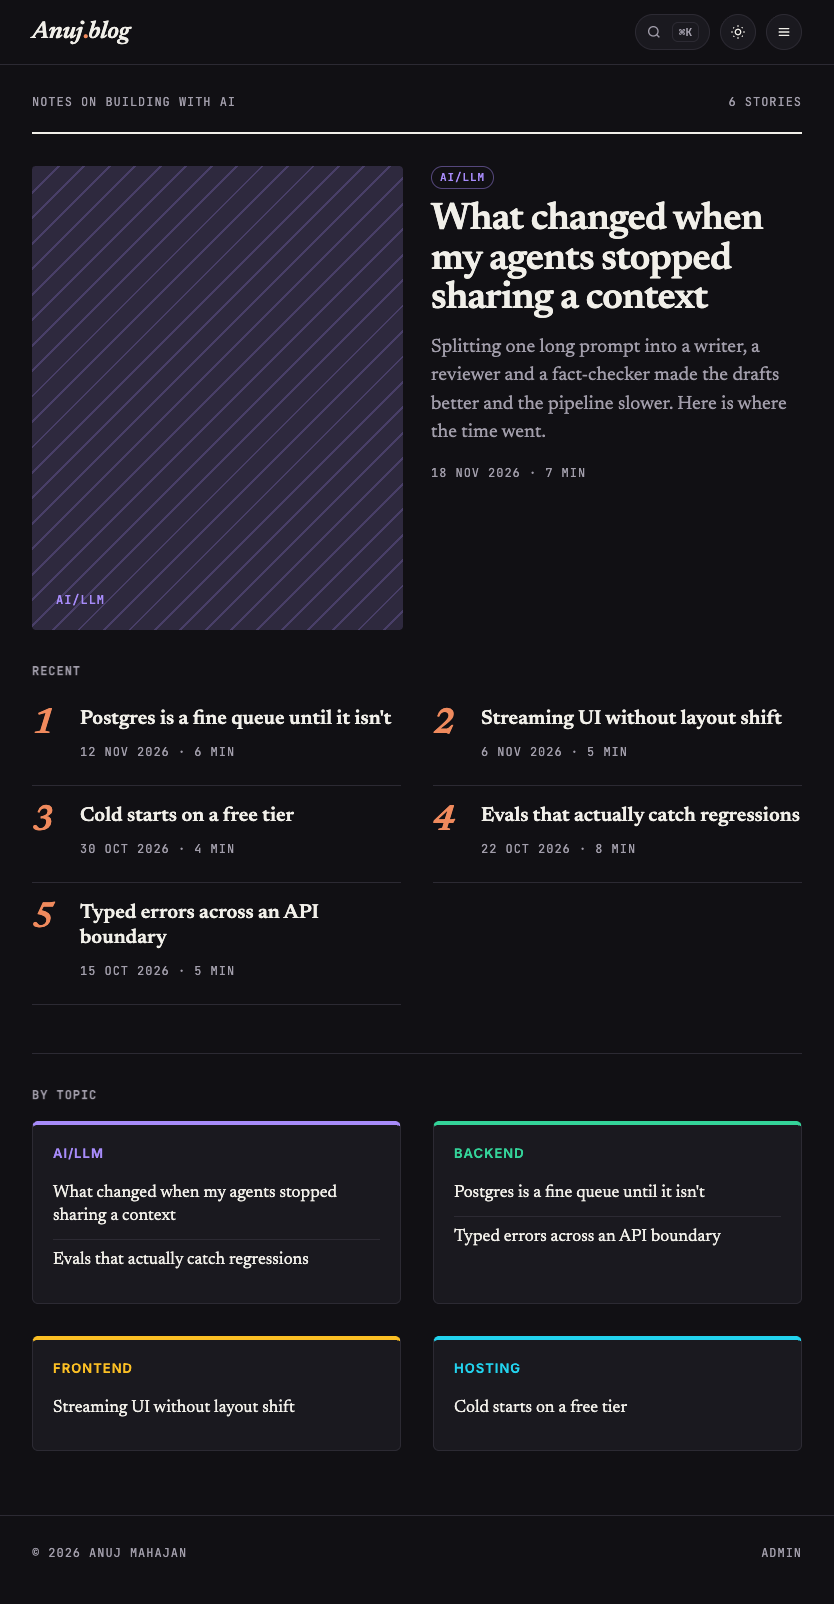 Anuj.blog
⌘K
NOTES ON BUILDING WITH AI
6 STORIES
AI/LLM
AI/LLM
What changed when
my agents stopped
sharing a context
Splitting one long prompt into a writer, a
reviewer and a fact-checker made the drafts
better and the pipeline slower. Here is where
the time went.
18 NOV 2026 · 7 MIN
RECENT
1
Postgres is a fine queue until it isn't
12 NOV 2026 · 6 MIN
2
Streaming UI without layout shift
6 NOV 2026 · 5 MIN
3
Cold starts on a free tier
30 OCT 2026 · 4 MIN
4
Evals that actually catch regressions
22 OCT 2026 · 8 MIN
5
Typed errors across an API
boundary
15 OCT 2026 · 5 MIN
BY TOPIC
AI/LLM
What changed when my agents stopped
sharing a context
Evals that actually catch regressions
BACKEND
Postgres is a fine queue until it isn't
Typed errors across an API boundary
FRONTEND
Streaming UI without layout shift
HOSTING
Cold starts on a free tier
© 2026 ANUJ MAHAJAN
ADMIN